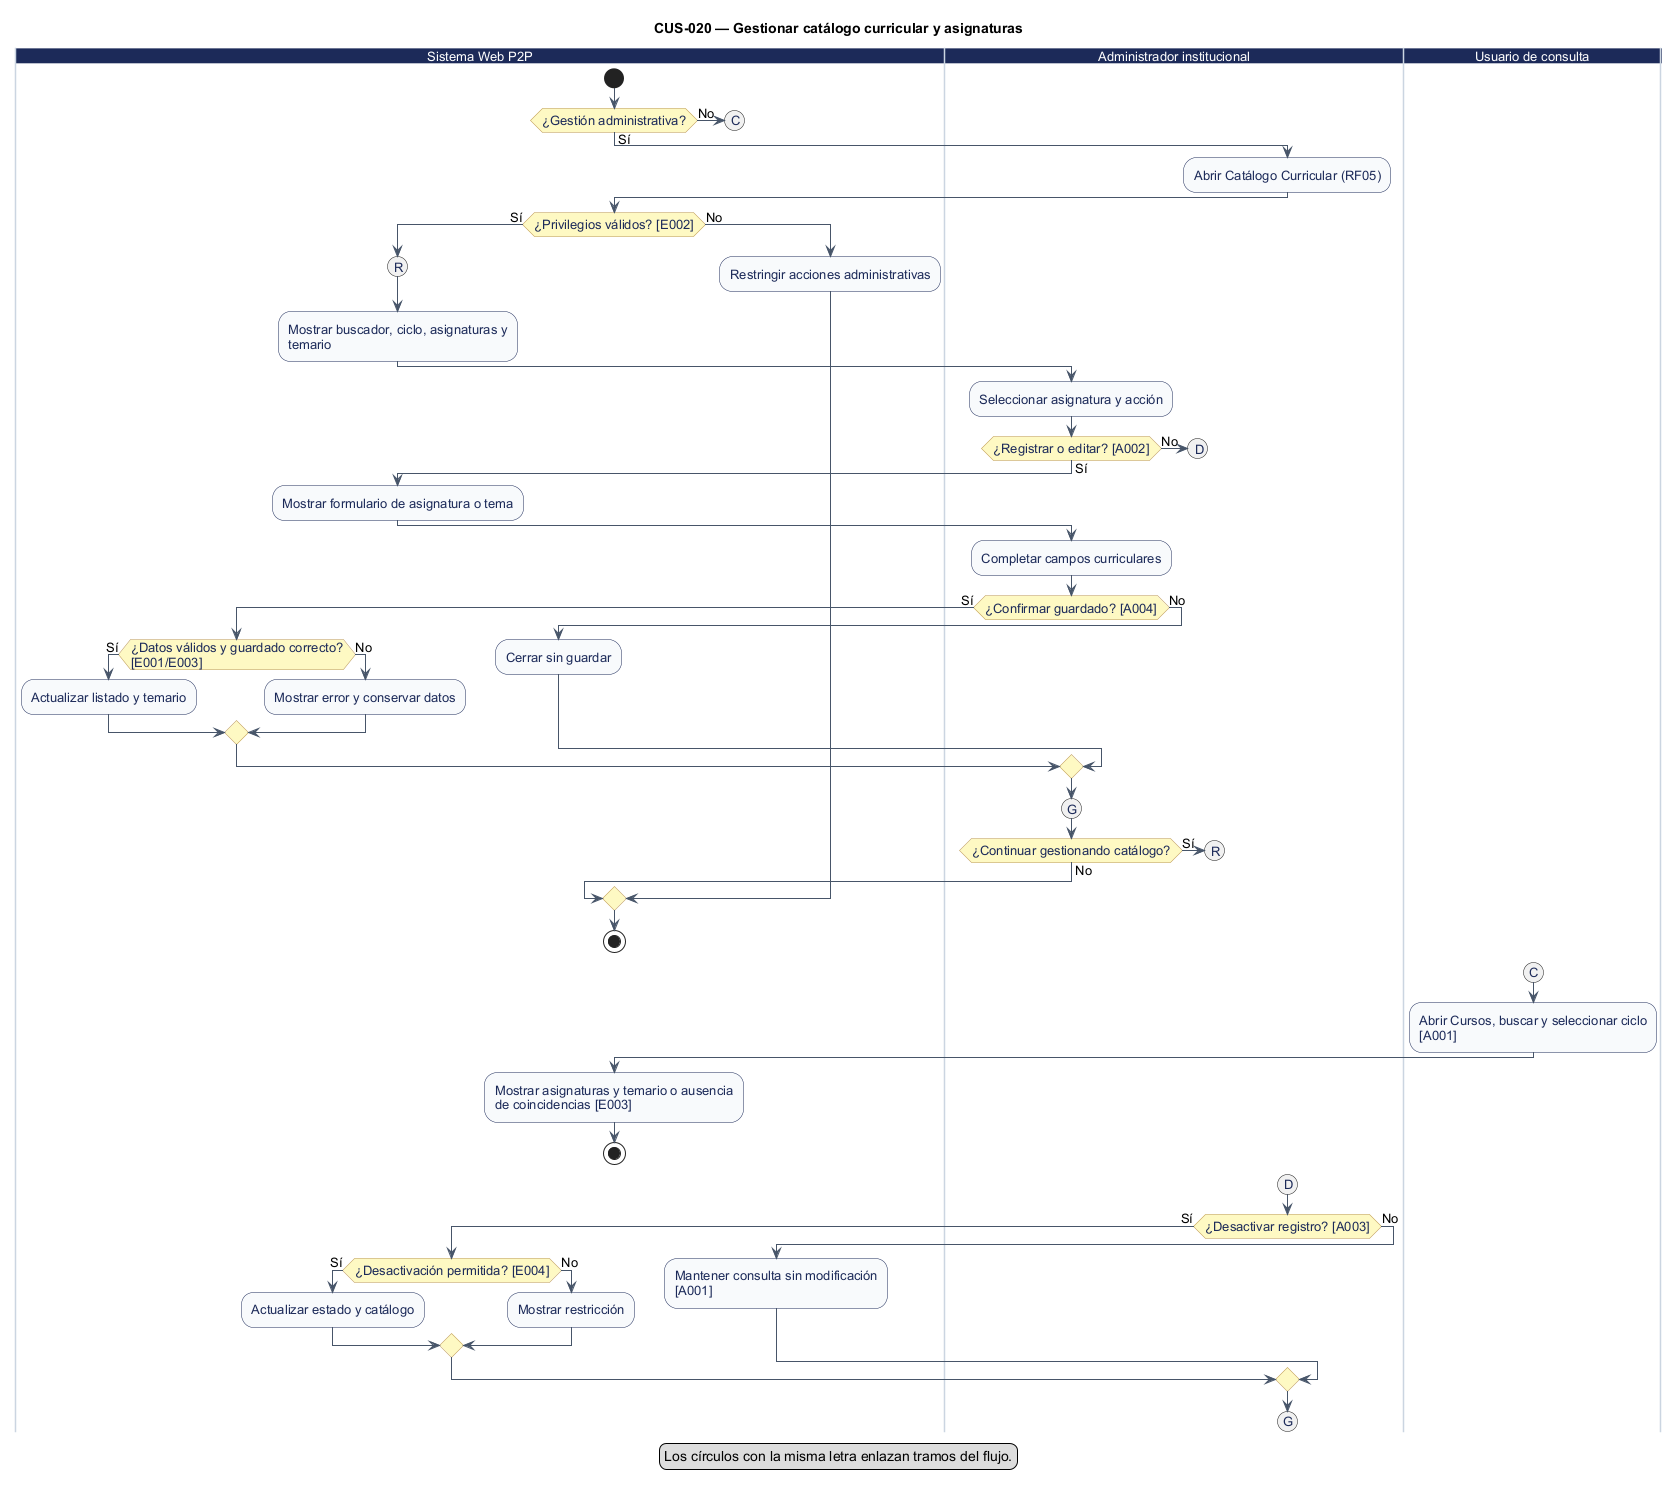 CUS-020 — Gestionar catálogo curricular y asignaturas
Sistema Web P2P
Administrador institucional
Usuario de consulta
¿Gestión administrativa?
No
C
Sí
Abrir Catálogo Curricular (RF05)
Sí
¿Privilegios válidos? [E002]
No
R
Restringir acciones administrativas
Mostrar buscador, ciclo, asignaturas y
temario
Seleccionar asignatura y acción
¿Registrar o editar? [A002]
No
D
Sí
Mostrar formulario de asignatura o tema
Completar campos curriculares
Sí
¿Confirmar guardado? [A004]
No
Sí
¿Datos válidos y guardado correcto?
[E001/E003]
No
Cerrar sin guardar
Actualizar listado y temario
Mostrar error y conservar datos
G
¿Continuar gestionando catálogo?
Sí
R
No
C
Abrir Cursos, buscar y seleccionar ciclo
[A001]
Mostrar asignaturas y temario o ausencia
de coincidencias [E003]
D
Sí
¿Desactivar registro? [A003]
No
Sí
¿Desactivación permitida? [E004]
No
Mantener consulta sin modificación
[A001]
Actualizar estado y catálogo
Mostrar restricción
G
Los círculos con la misma letra enlazan tramos del flujo.